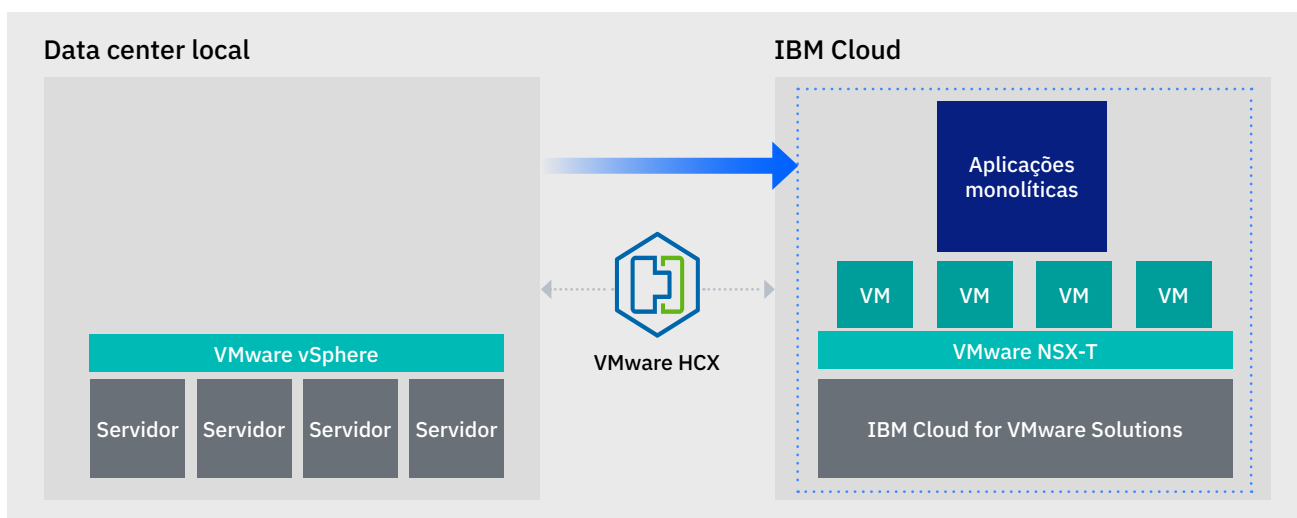 Data center local
IBM Cloud
Aplicações
monolíticas
VM
VM
VM
VM
VMware vSphere
VMware HCX
VMware NSX-T
Servidor
Servidor
Servidor
Servidor
IBM Cloud for VMware Solutions